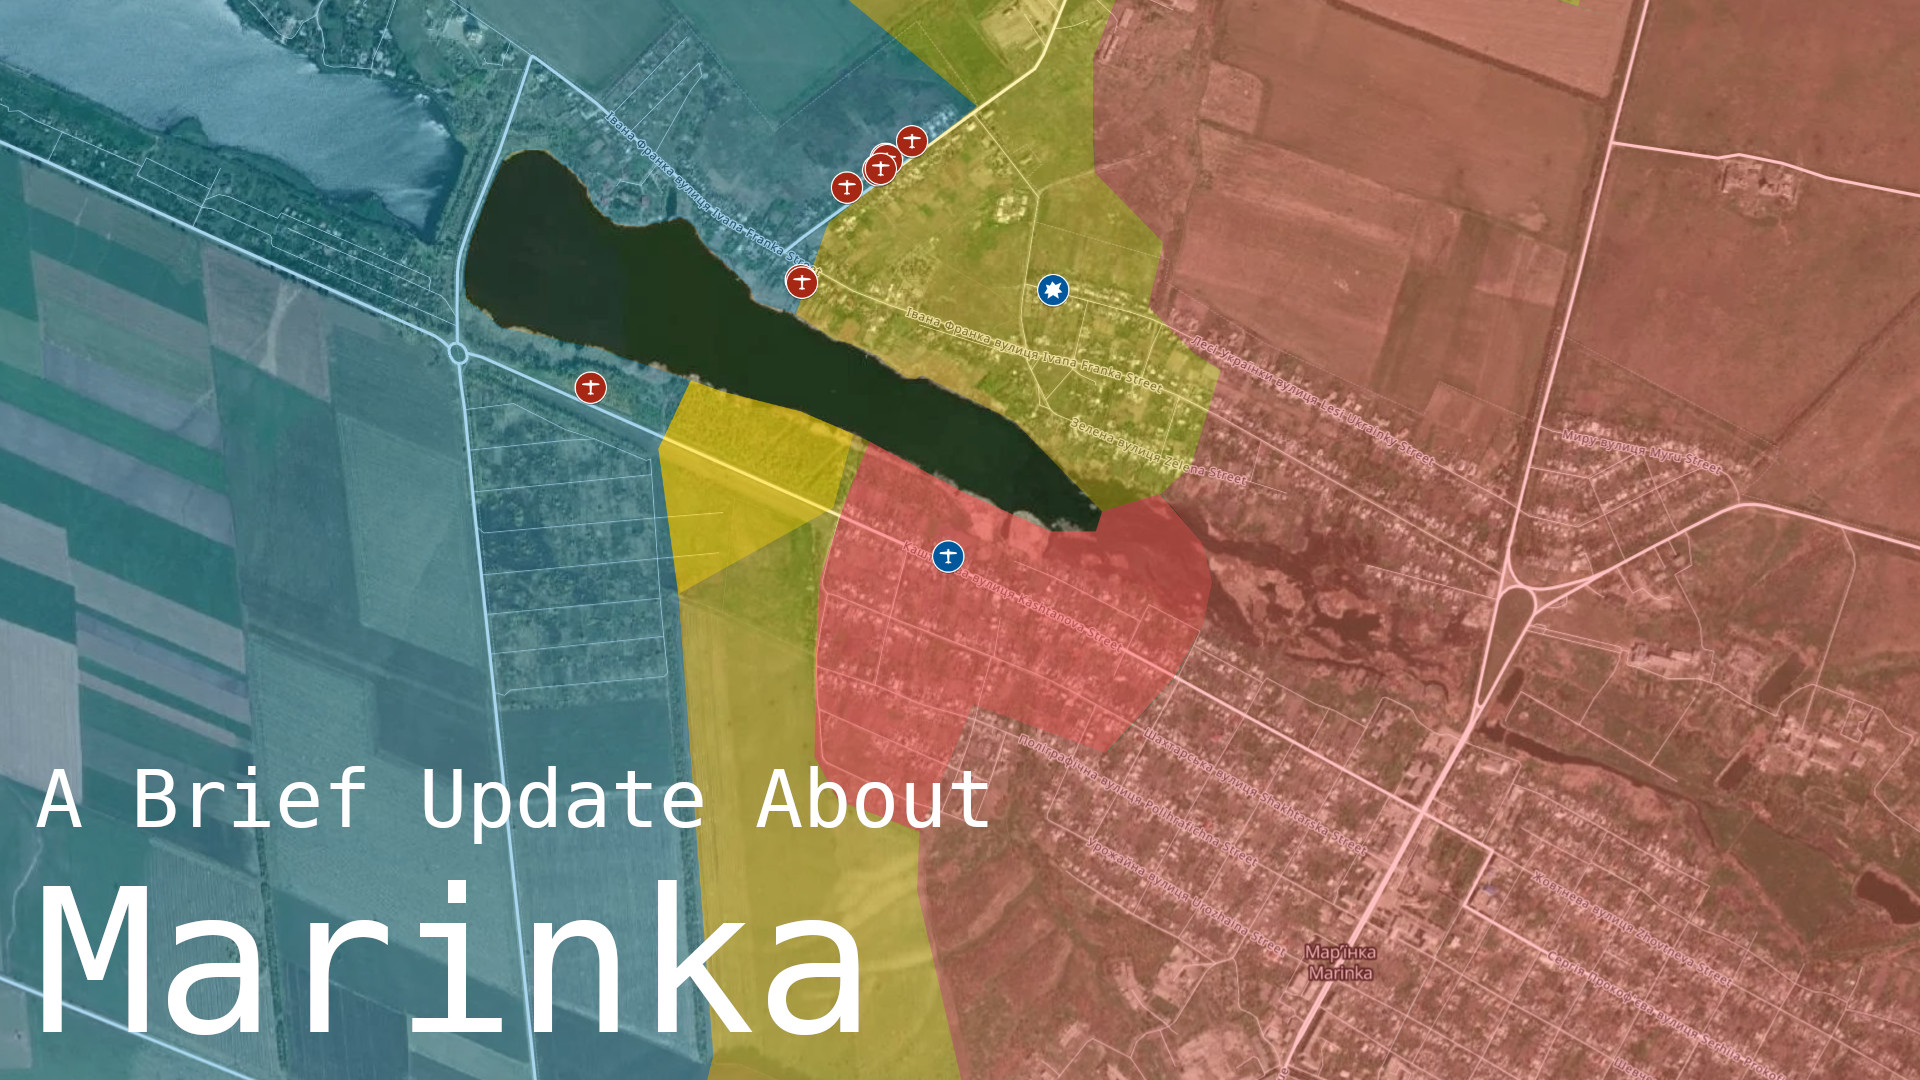 Івана Франка вулиця Ivana Franka Street
Івана Франка вулиця Ivana Franka Street
Лесі Українки вулиця Lesi Ukrainky Street
Зелена вулиця Zelena Street
Миру вулиця Myru Street
вулиця Kashtanova Street
Шахтарська вулиця Shakhtarska Street
Поліграфічна вулиця Polihrafichna Street
Урожайна вулиця Urozhaina Street
Жовтнева вулиця Zhovtneva Street
Сергія Прокоф'єва вулиця Serhiia Prokof
Мар'їнка
Marinka
A Brief Update About
Marinka